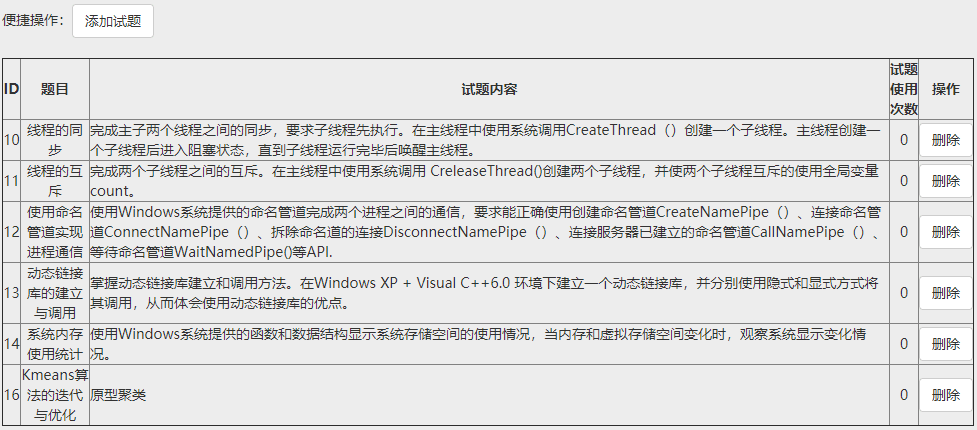 便捷操作： 添加试题
ID 题目 试题内容 试题使用次数 操作
10 线程的同步 完成主子两个线程之间的同步，要求子线程先执行。在主线程中使用系统调用CreateThread（）创建一个子线程。主线程创建一
个子线程后进入阻塞状态，直到子线程运行完毕后唤醒主线程。 0 删除
11 线程的互斥 完成两个子线程之间的互斥。在主线程中使用系统调用 CreleaseThread()创建两个子线程，并使两个子线程互斥的使用全局变量
count。 0 删除
12 使用命名管道实现进程通信 使用Windows系统提供的命名管道完成两个进程之间的通信，要求能正确使用创建命名管道CreateNamePipe（）、连接命名管
道ConnectNamePipe（）、拆除命名道的连接DisconnectNamePipe（）、连接服务器已建立的命名管道CallNamePipe（）、
等待命名管道WaitNamedPipe()等API. 0 删除
13 动态链接库的建立与调用 掌握动态链接库建立和调用方法。在Windows XP + Visual C++6.0 环境下建立一个动态链接库，并分别使用隐式和显式方式将
其调用，从而体会使用动态链接库的优点。 0 删除
14 系统内存使用统计 使用Windows系统提供的函数和数据结构显示系统存储空间的使用情况，当内存和虚拟存储空间变化时，观察系统显示变化情
况。 0 删除
16 Kmeans算法的迭代与优化 原型聚类 0 删除